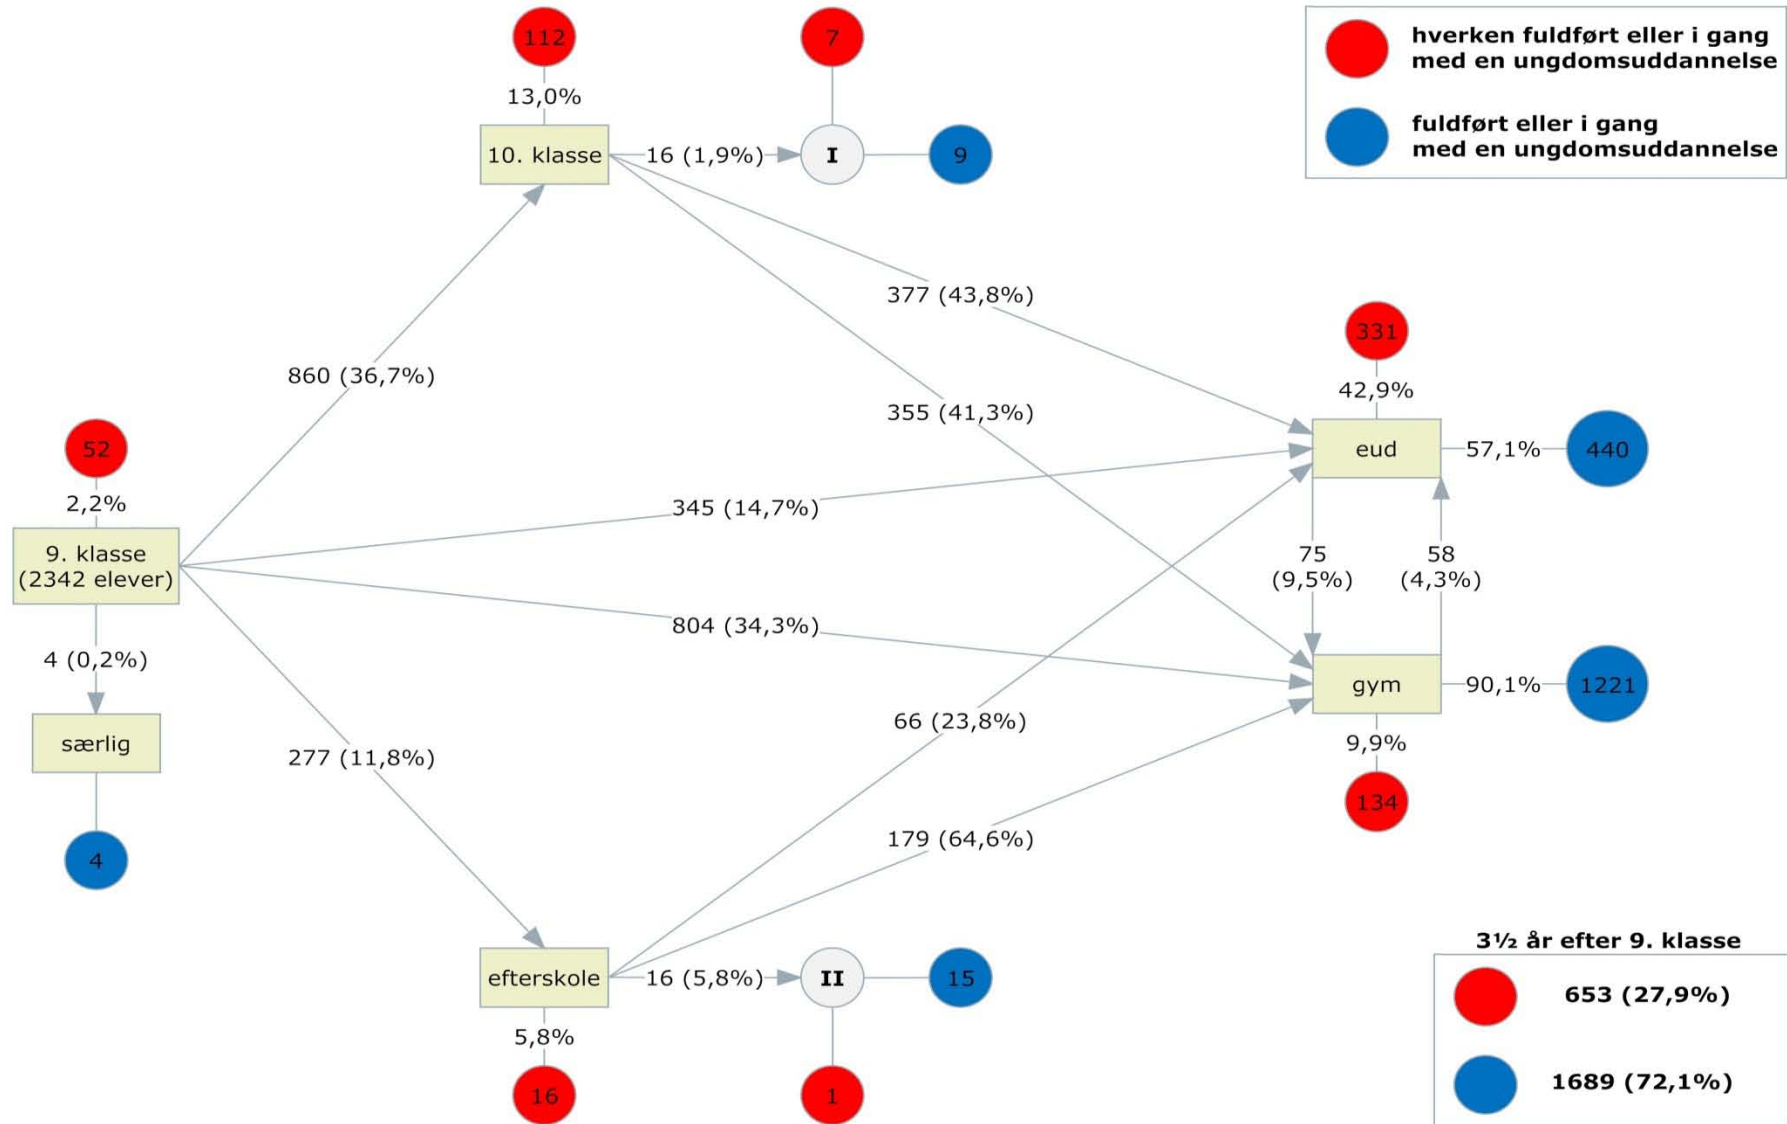 112
7
hverken fuldført eller i gang
med en ungdomsuddannelse
13,0%
fuldført eller i gang
med en ungdomsuddannelse
10. klasse
16 (1,9%)
I
9
377 (43,8%)
331
860 (36,7%)
42,9%
355 (41,3%)
52
eud
57,1%
440
2,2%
345 (14,7%)
9. klasse
(2342 elever)
75
(9,5%)
58
(4,3%)
804 (34,3%)
4 (0,2%)
gym
90,1%
1221
særlig
66 (23,8%)
9,9%
277 (11,8%)
134
179 (64,6%)
4
3½ år efter 9. klasse
efterskole
16 (5,8%)
II
15
653 (27,9%)
5,8%
16
1
1689 (72,1%)